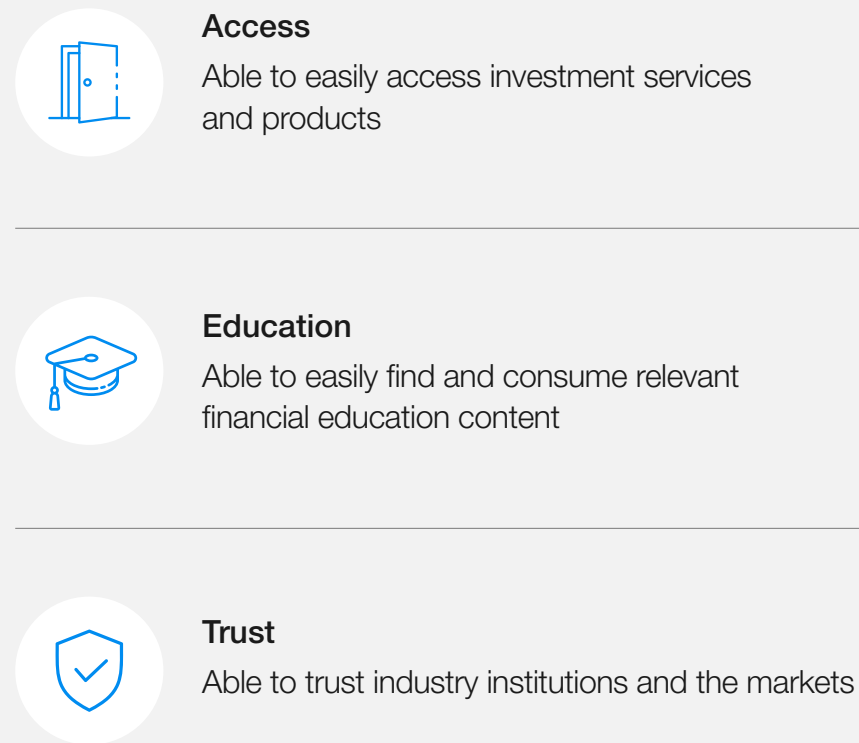 Access
Able to easily access investment services
and products
Education
Able to easily find and consume relevant
financial education content
Trust
Able to trust industry institutions and the markets